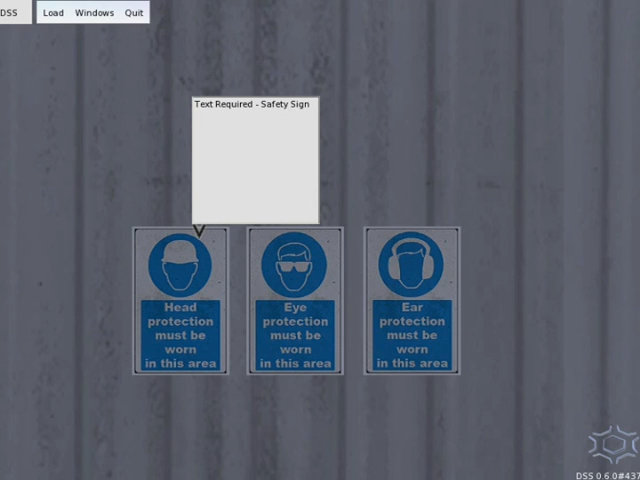 DSS
Load Windows Quit
Text Required - Safety Sign
Head
protection
must be
worn
in this area
Eye
protection
must be
worn
in this area
Ear
protection
must be
worn
in this area
DSS 0.6.0#437